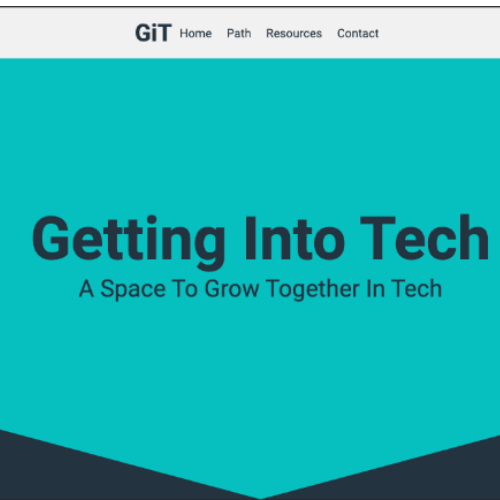 GiT Home Path Resources Contact
Getting Into Tech
A Space To Grow Together In Tech